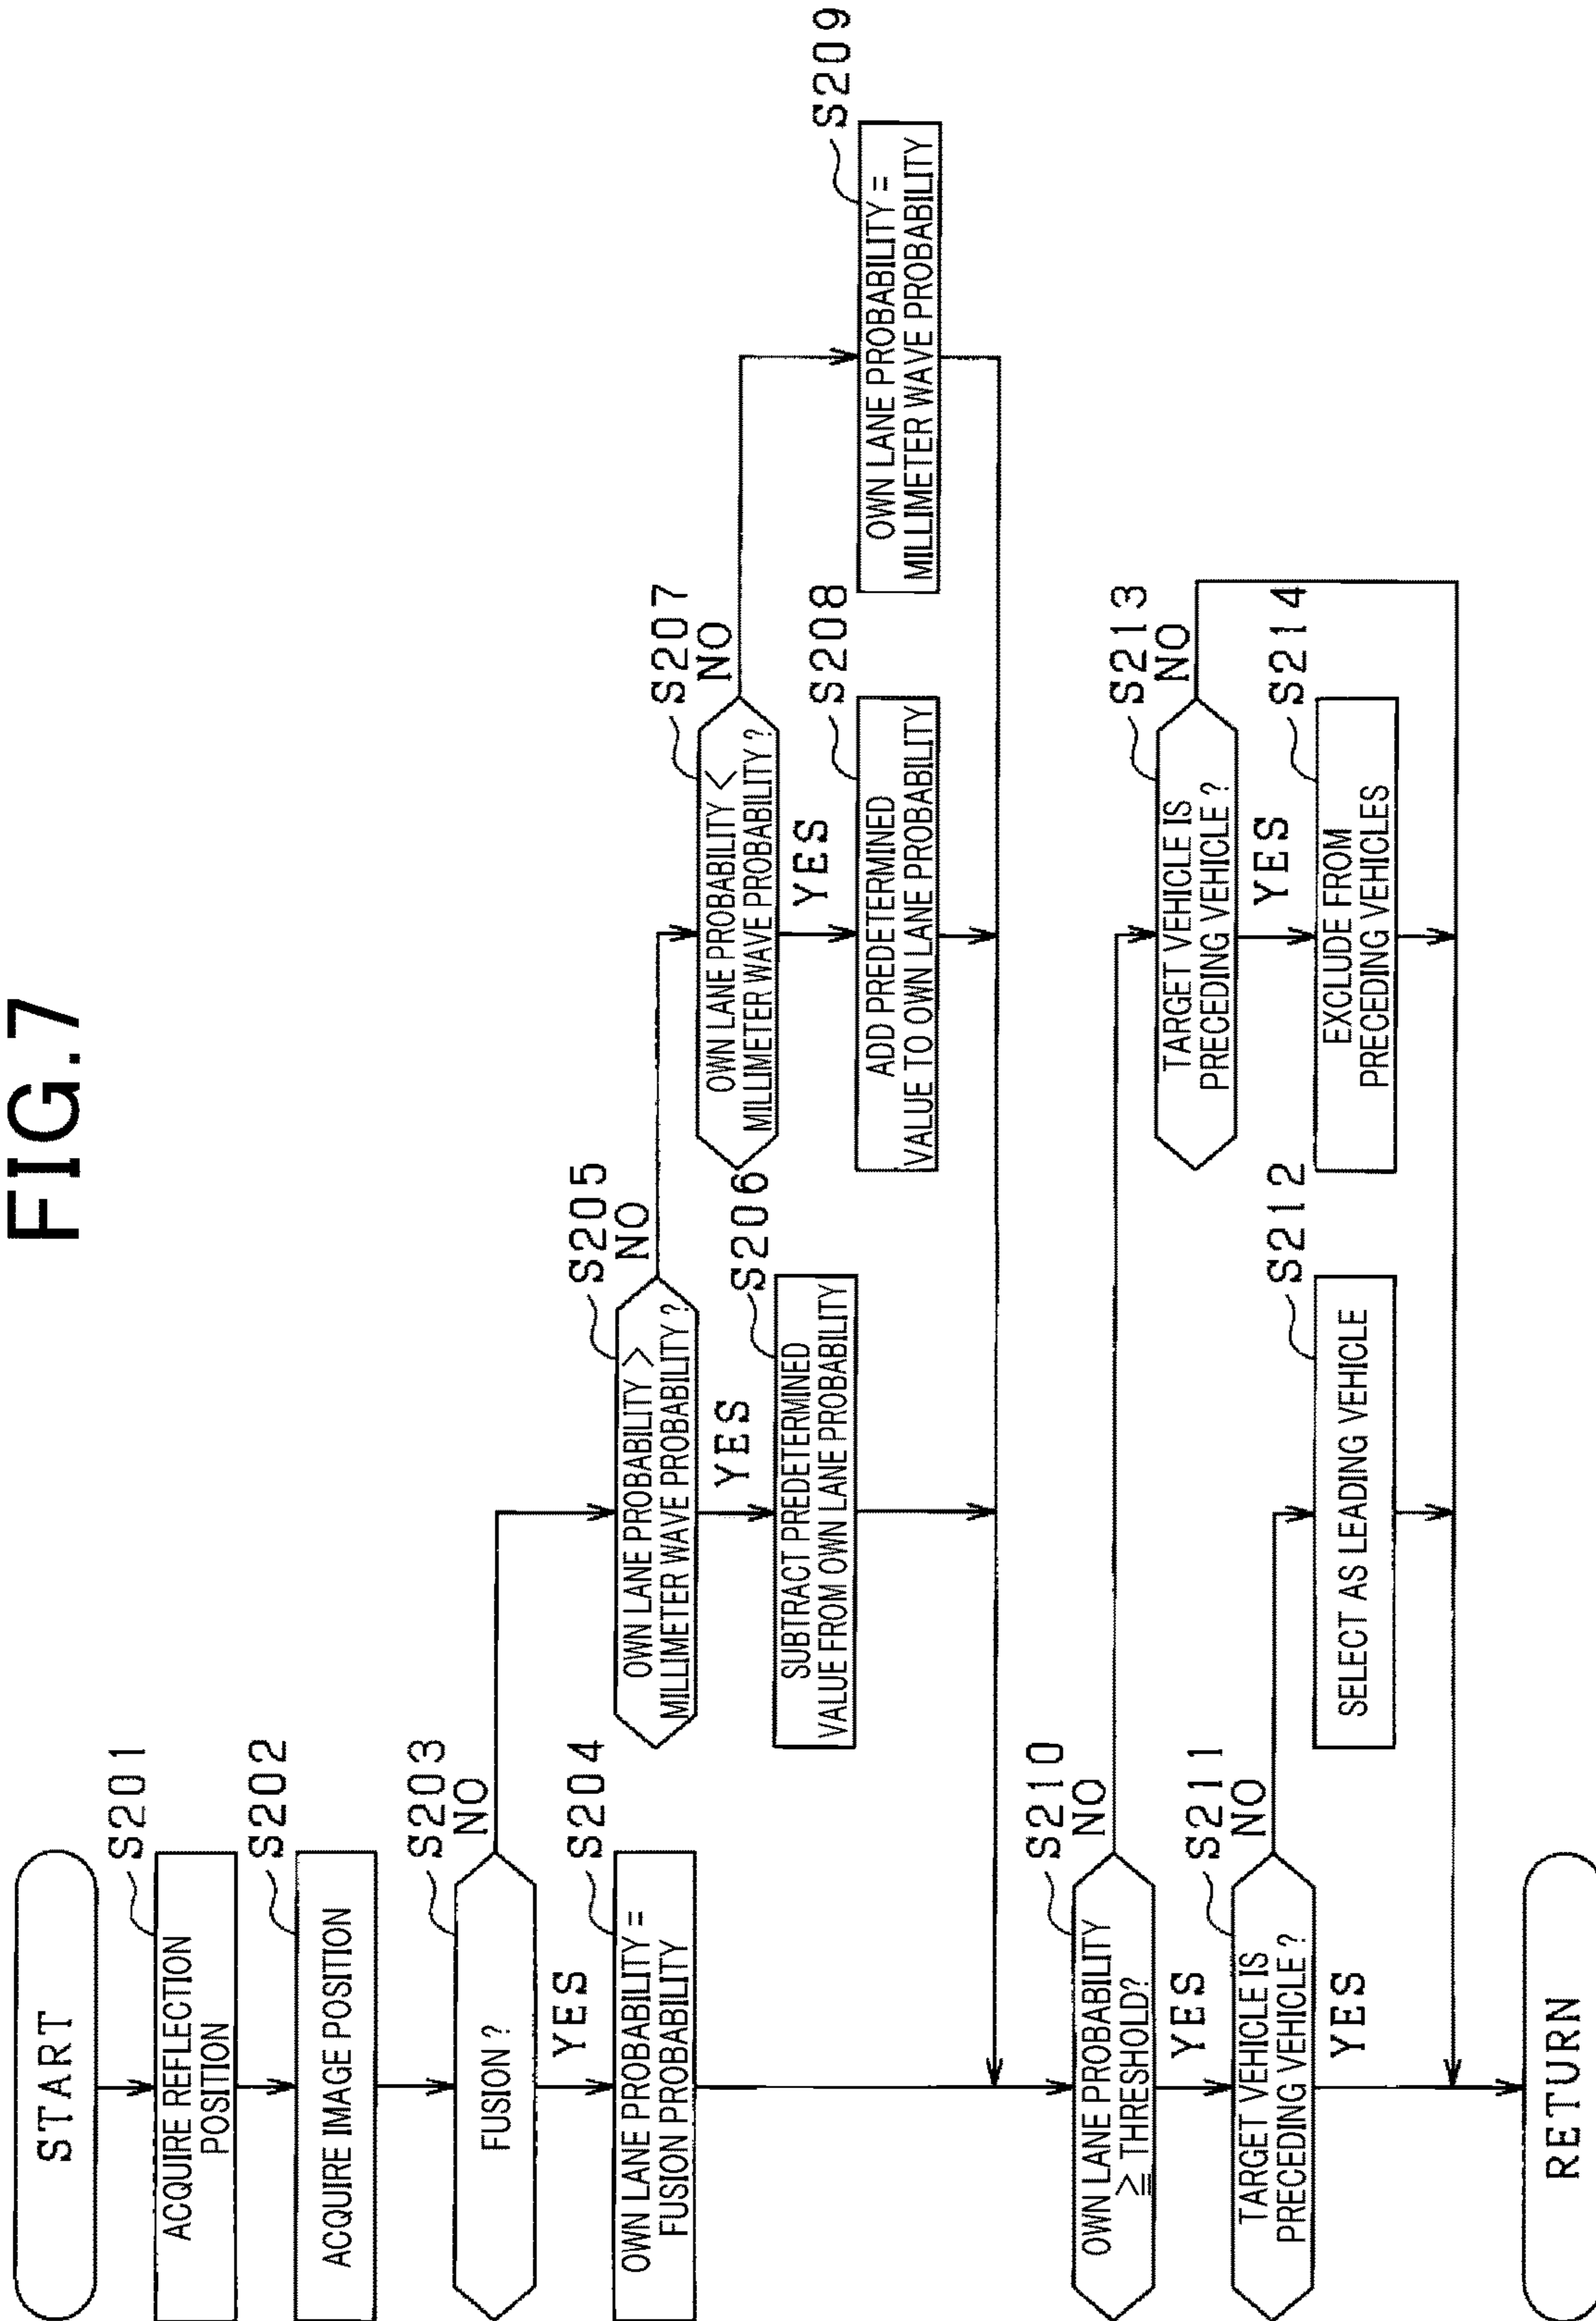 FIG.7
START
S201
ACQUIRE REFLECTION
POSITION
S202
ACQUIRE IMAGE POSITION
S203
FUSION ?
NO
YES
S204
OWN LANE PROBABILITY =
FUSION PROBABILITY
S205
OWN LANE PROBABILITY >
MILLIMETER WAVE PROBABILITY ?
NO
YES
S206
SUBTRACT PREDETERMINED
VALUE FROM OWN LANE PROBABILITY
S207
OWN LANE PROBABILITY <
MILLIMETER WAVE PROBABILITY ?
NO
YES
S208
ADD PREDETERMINED
VALUE TO OWN LANE PROBABILITY
S209
OWN LANE PROBABILITY =
MILLIMETER WAVE PROBABILITY
S210
OWN LANE PROBABILITY
≧ THRESHOLD?
NO
YES
S211
TARGET VEHICLE IS
PRECEDING VEHICLE ?
NO
YES
S212
SELECT AS LEADING VEHICLE
S213
TARGET VEHICLE IS
PRECEDING VEHICLE ?
NO
YES
S214
EXCLUDE FROM
PRECEDING VEHICLES
RETURN